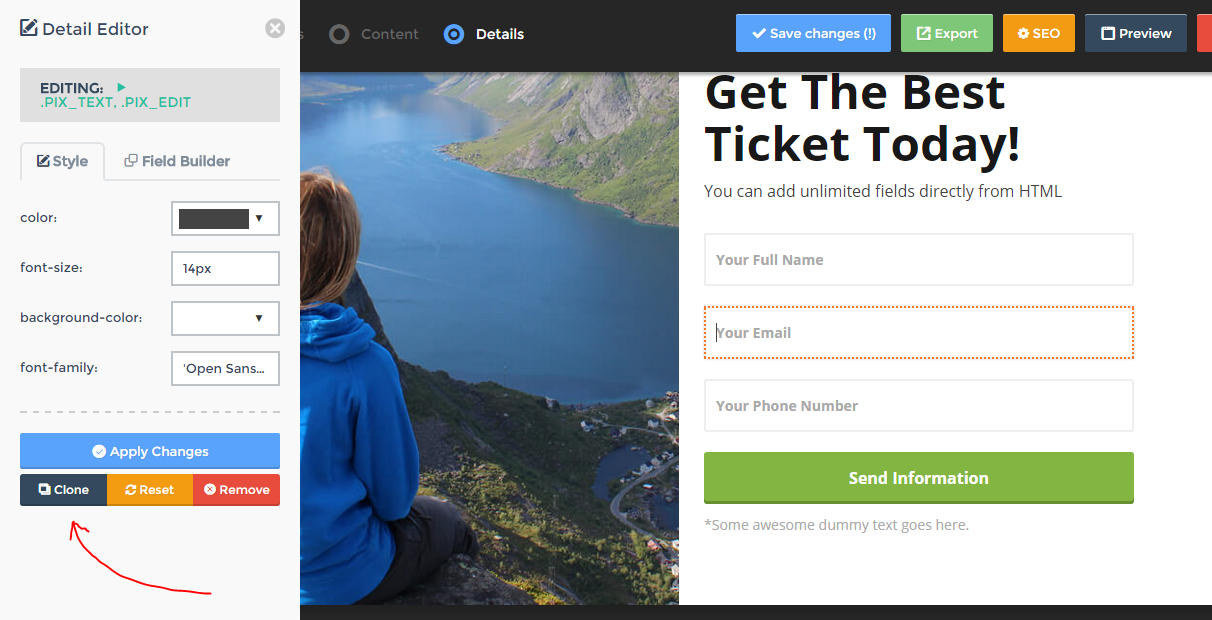 Detail Editor
EDITING:
.PIX_TEXT, .PIX_EDIT
Style
Field Builder
color:
font-size:
14px
background-color:
font-family:
'Open Sans...
Apply Changes
Clone
Reset
Remove
s
Content
Details
Save changes (!)
Export
SEO
Preview
Get The Best
Ticket Today!
You can add unlimited fields directly from HTML
Your Full Name
Your Email
Your Phone Number
Send Information
*Some awesome dummy text goes here.